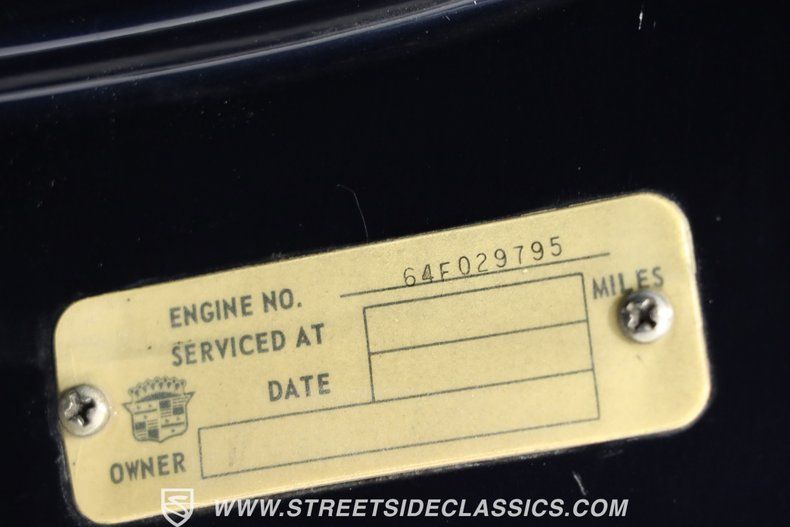 ENGINE NO. 64F029795
SERVICED AT MILES
DATE
OWNER
WWW.STREETSIDECLASSICS.COM